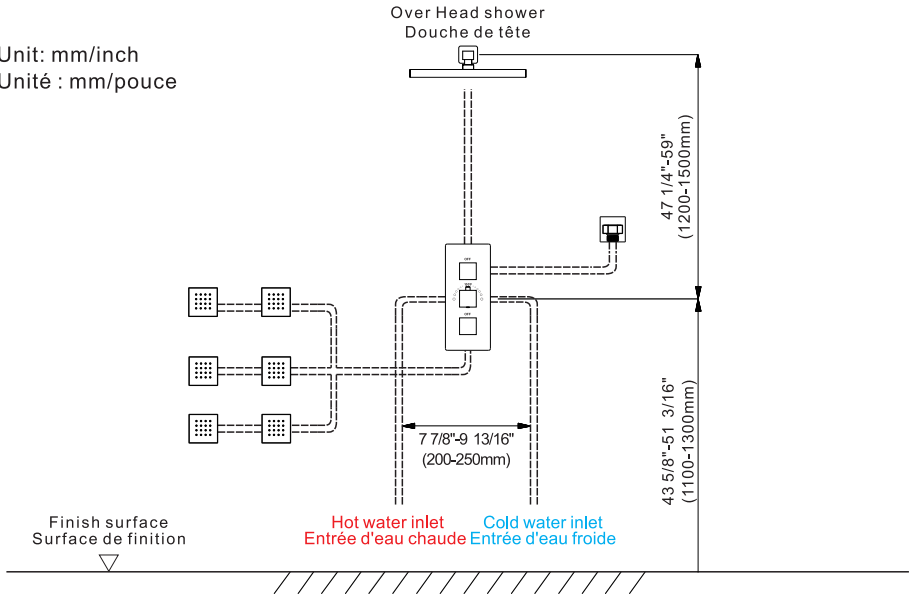 Over Head shower
Douche de tête
Unit: mm/inch
Unité : mm/pouce
47 1/4"-59"
(1200-1500mm)
OFF
OFF
7 7/8"-9 13/16"
(200-250mm)
43 5/8"-51 3/16"
(1100-1300mm)
Hot water inlet
Entrée d'eau chaude
Cold water inlet
Entrée d'eau froide
Finish surface
Surface de finition